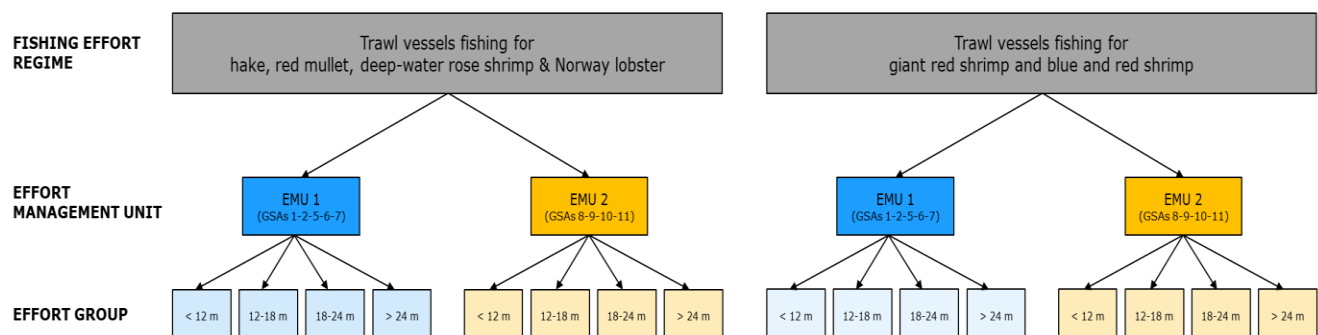 FISHING EFFORT
REGIME
Trawl vessels fishing for
hake, red mullet, deep-water rose shrimp & Norway lobster
Trawl vessels fishing for
giant red shrimp and blue and red shrimp
EFFORT
MANAGEMENT UNIT
EMU 1
(GSAs 1-2-5-6-7)
EMU 2
(GSAs 8-9-10-11)
EMU 1
(GSAs 1-2-5-6-7)
EMU 2
(GSAs 8-9-10-11)
EFFORT GROUP
< 12 m
12-18 m
18-24 m
> 24 m
< 12 m
12-18 m
18-24 m
> 24 m
< 12 m
12-18 m
18-24 m
> 24 m
< 12 m
12-18 m
18-24 m
> 24 m